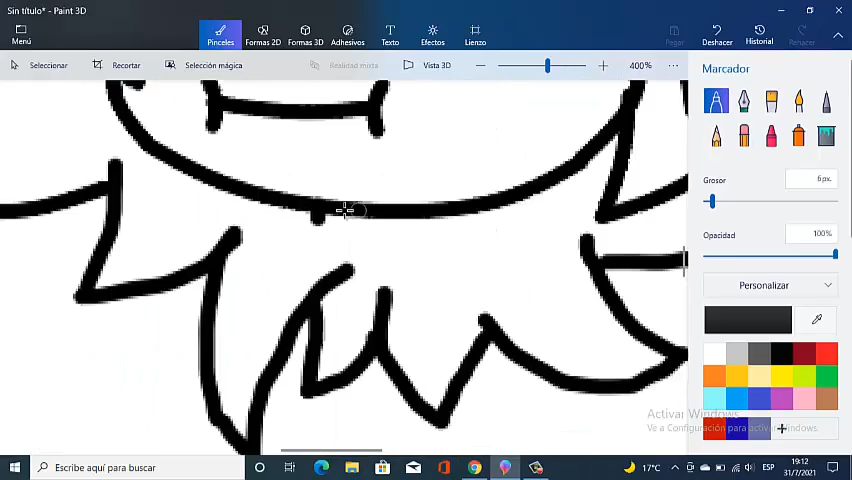 Sin título* - Paint 3D
Menú
Pinceles
Formas 2D
Formas 3D
Adhesivos
Texto
Efectos
Lienzo
Pegar
Deshacer
Historial
Rehacer
Seleccionar
Recortar
Selección mágica
Realidad mixta
Vista 3D
400%
Marcador
Grosor
6px.
Opacidad
100%
Personalizar
Activar Windows
Ve a Configuración para activar Windows.
Escribe aquí para buscar
17°C
ESP
19:12
31/7/2021